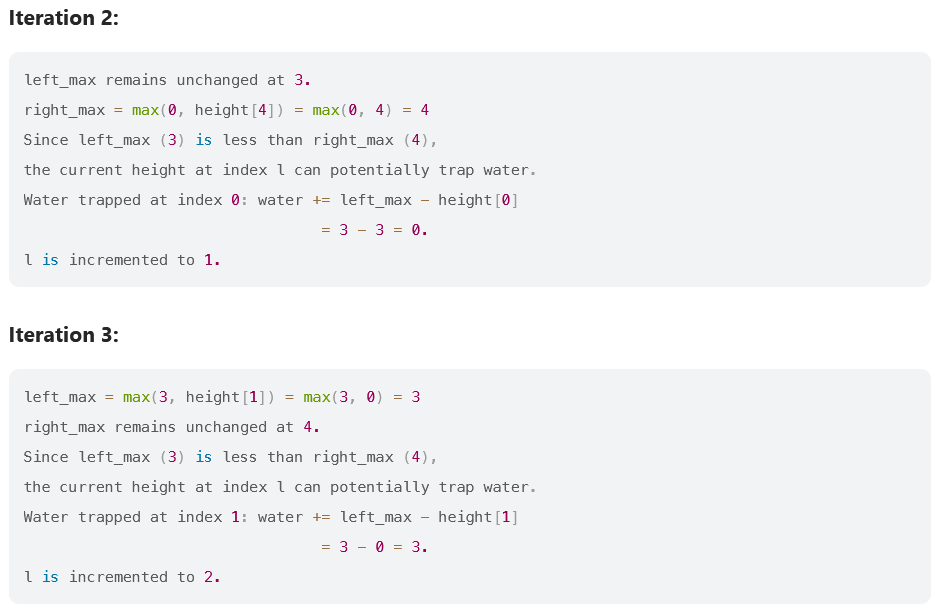 Iteration 2:
left_max remains unchanged at 3.
right_max = max(0, height[4]) = max(0, 4) = 4
Since left_max (3) is less than right_max (4),
the current height at index l can potentially trap water.
Water trapped at index 0: water += left_max − height[0]
= 3 − 3 = 0.
l is incremented to 1.
Iteration 3:
left_max = max(3, height[1]) = max(3, 0) = 3
right_max remains unchanged at 4.
Since left_max (3) is less than right_max (4),
the current height at index l can potentially trap water.
Water trapped at index 1: water += left_max − height[1]
= 3 − 0 = 3.
l is incremented to 2.